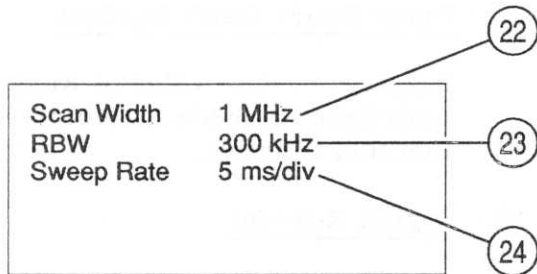 22
Scan Width 1 MHz
RBW 300 kHz
23
Sweep Rate 5 ms/div
24